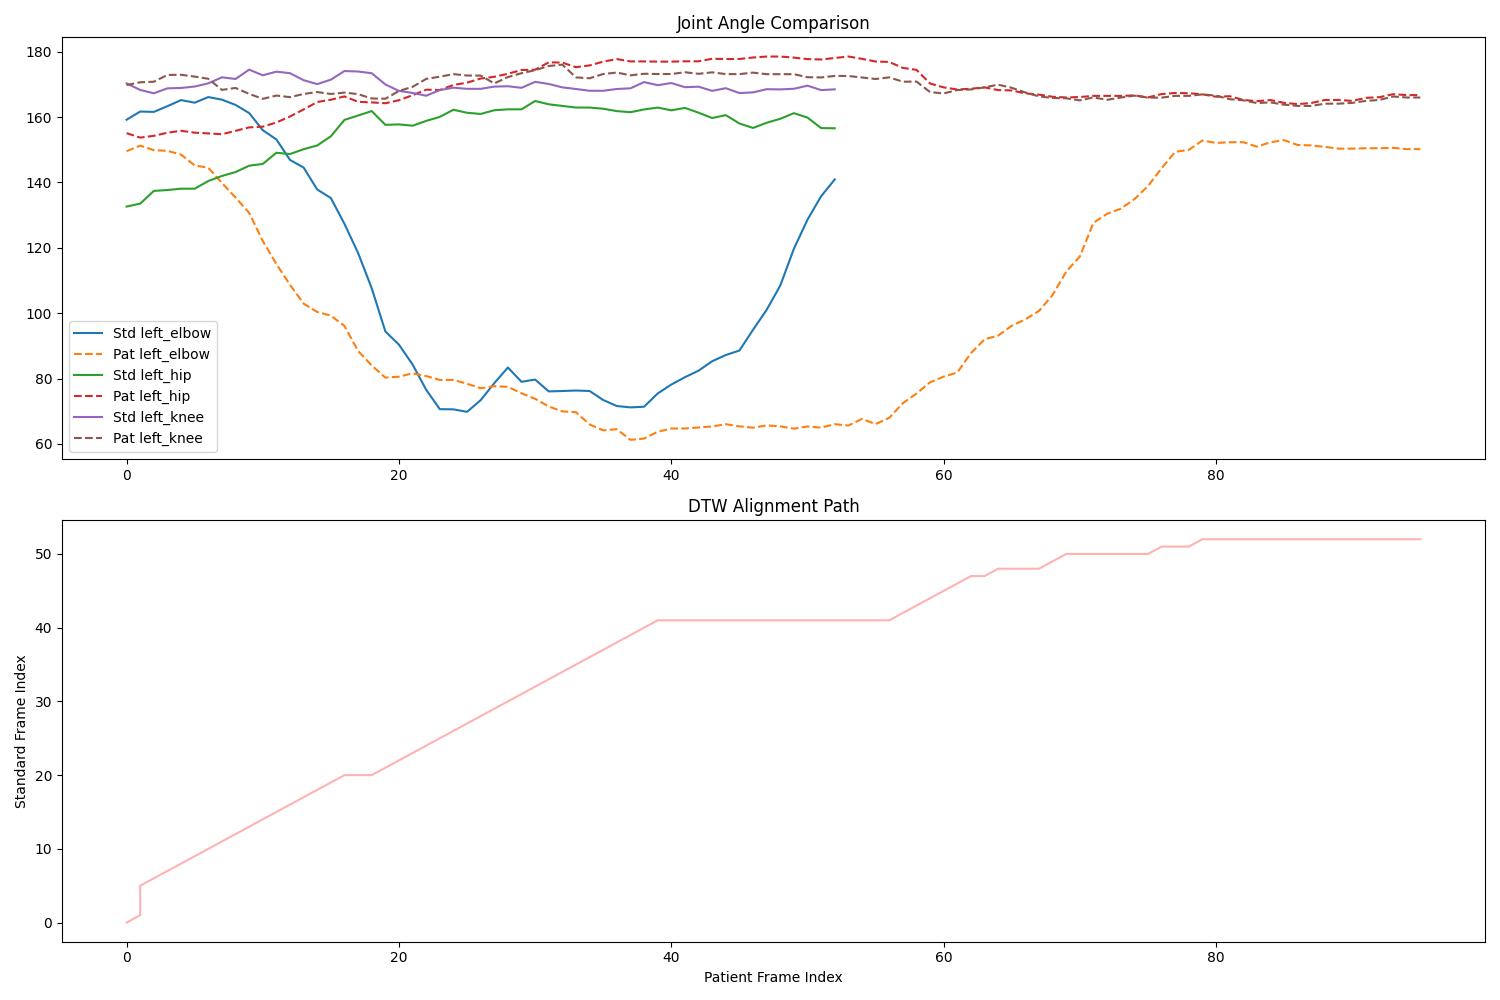 Joint Angle Comparison
180
160
140
120
100
80
60
Std left_elbow
Pat left_elbow
Std left_hip
Pat left_hip
Std left_knee
Pat left_knee
0 20 40 60 80
DTW Alignment Path
Standard Frame Index
50
40
30
20
10
0
0 20 40 60 80
Patient Frame Index